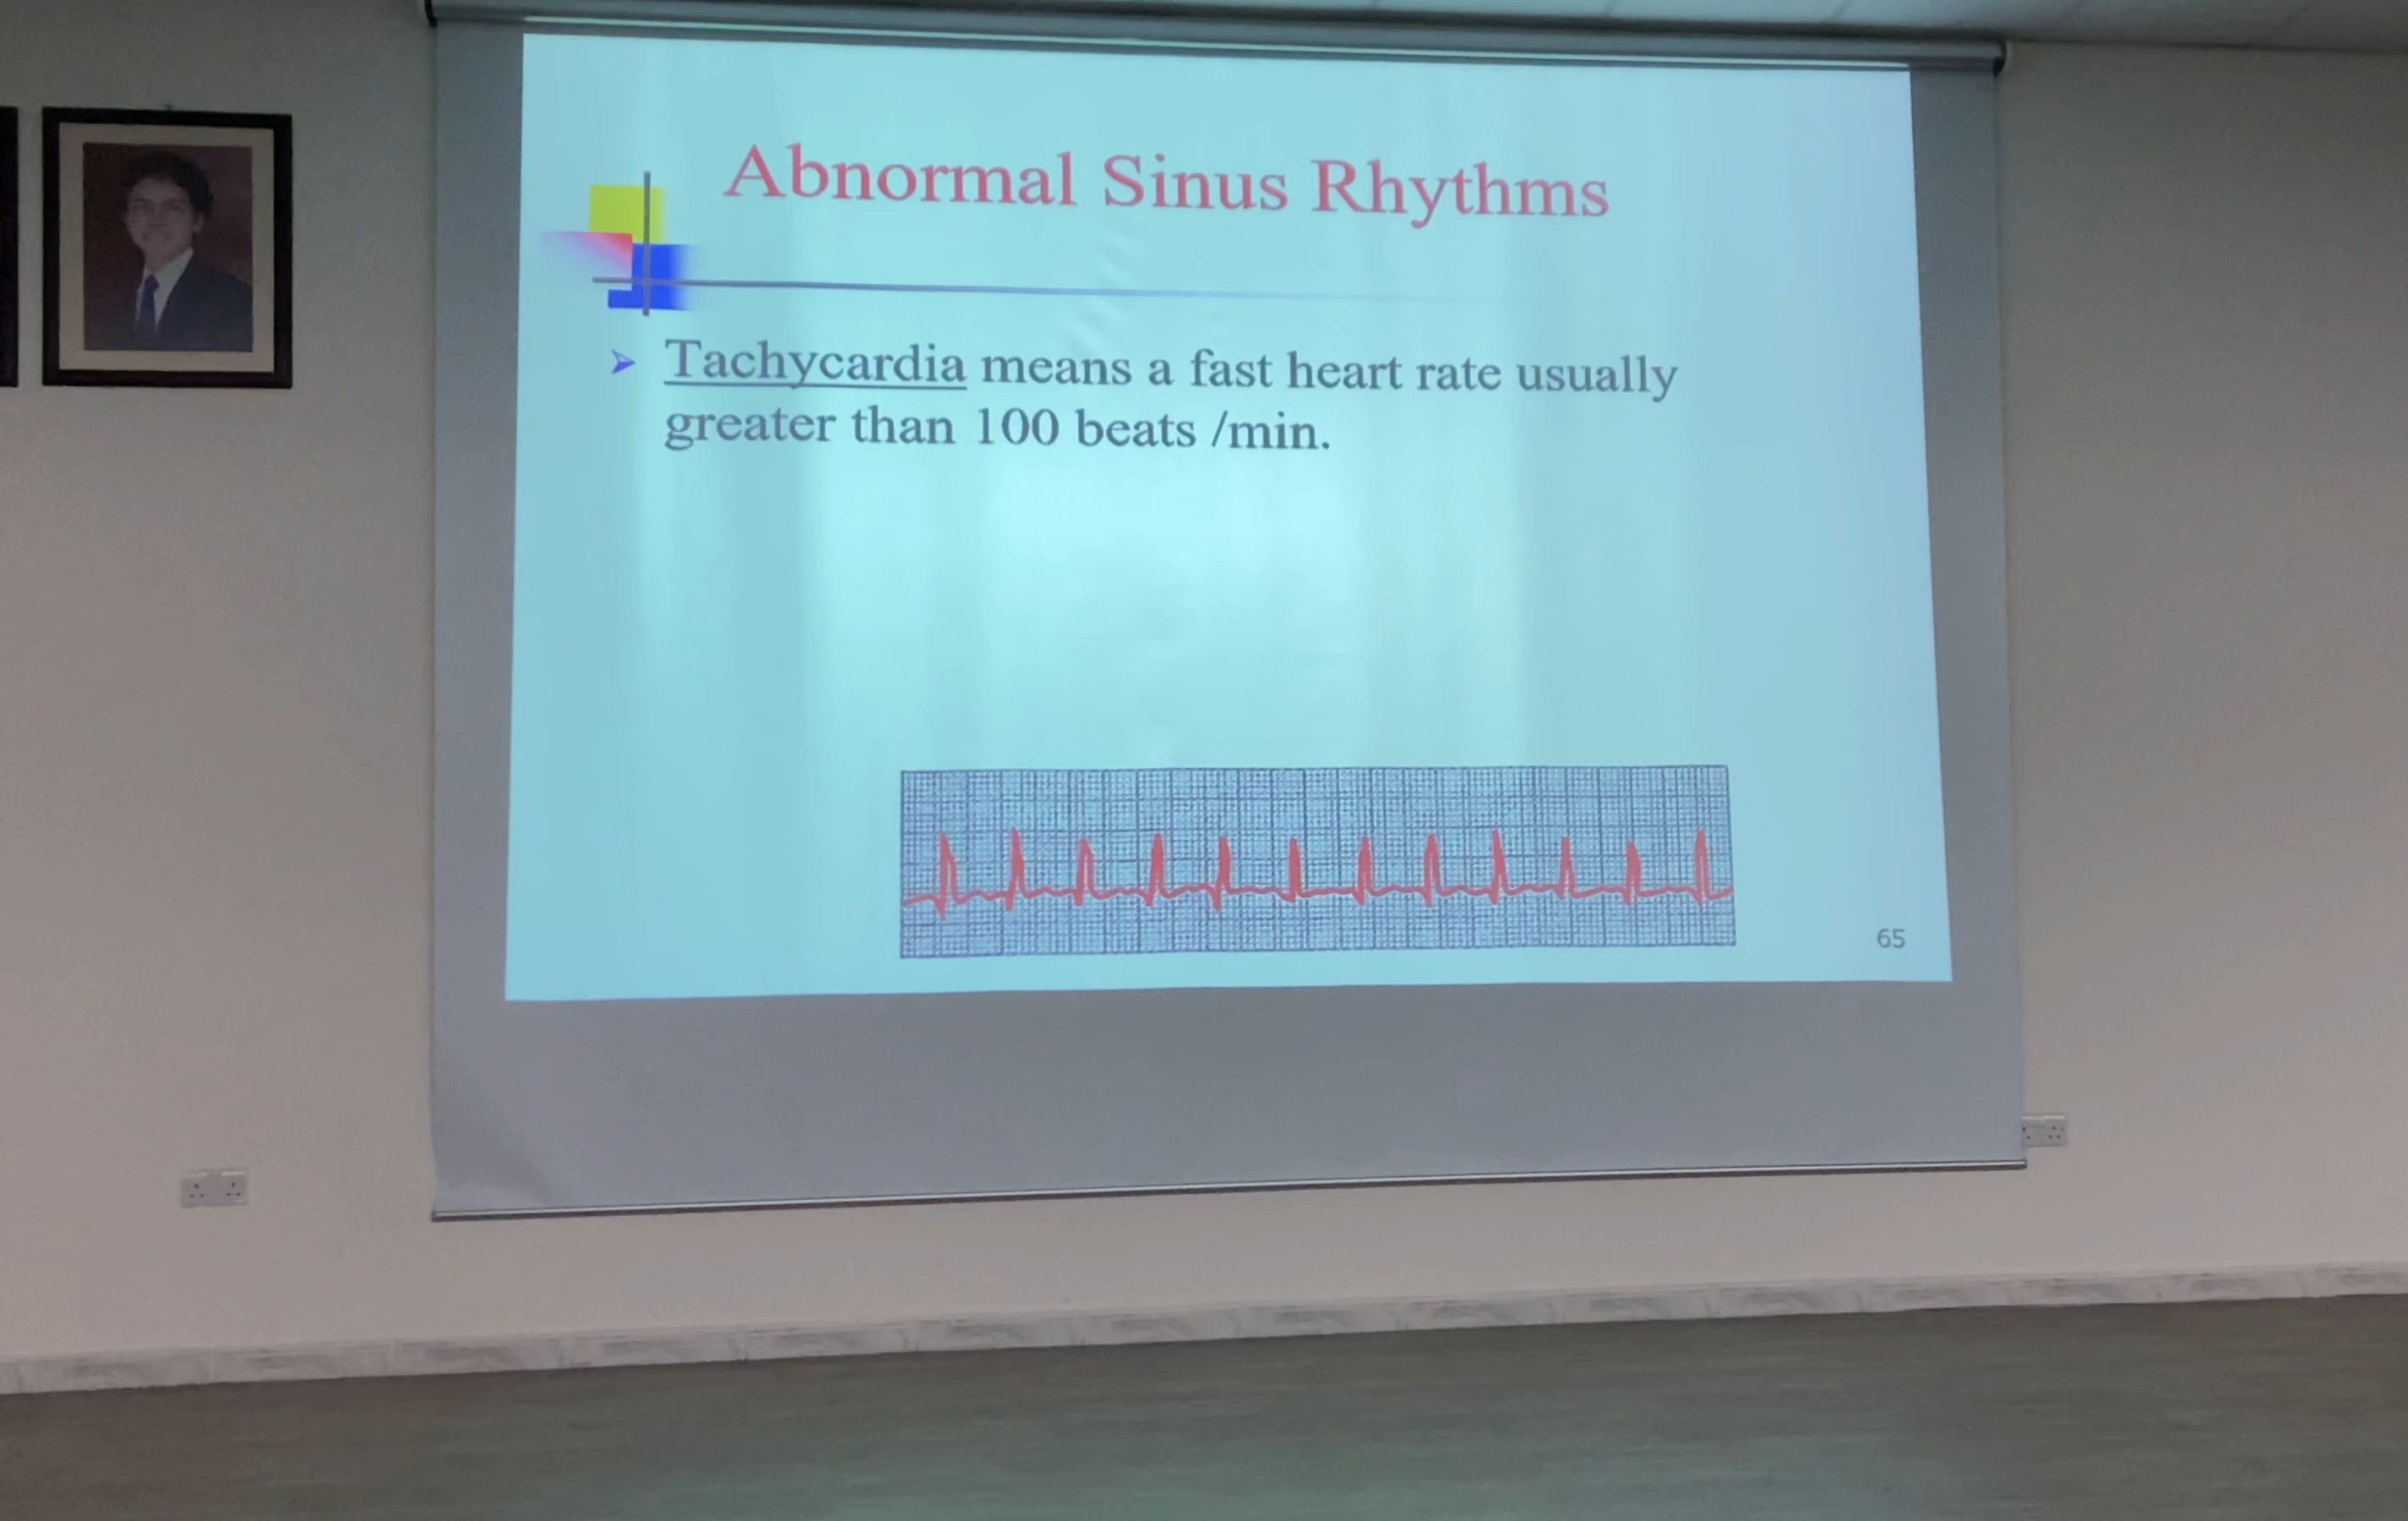 Abnormal Sinus Rhythms
➢ Tachycardia means a fast heart rate usually
greater than 100 beats /min.
65